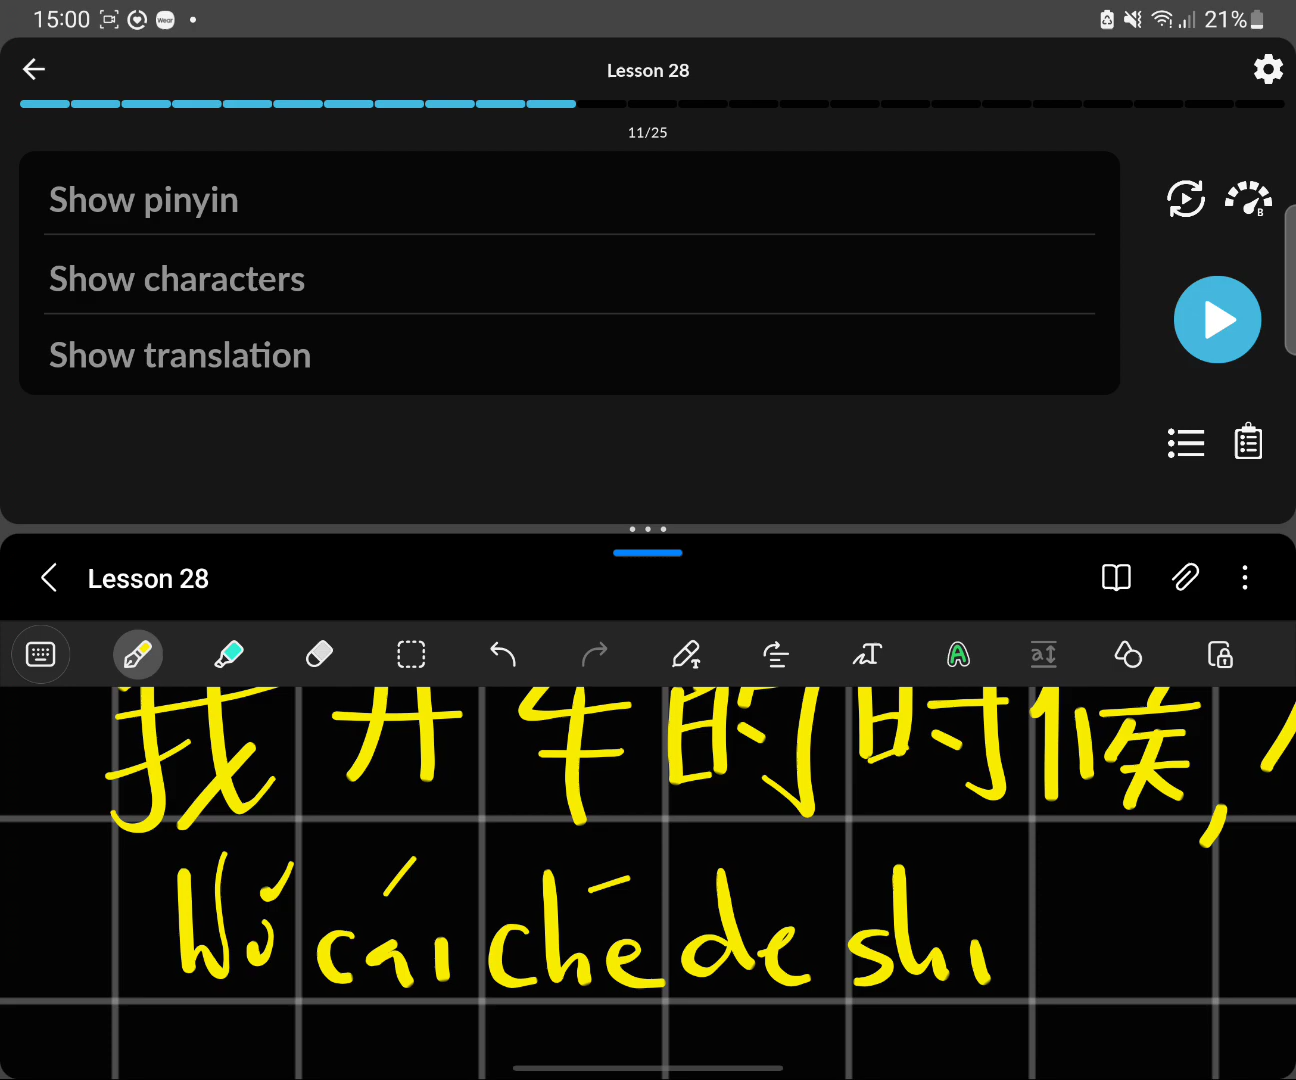 15:00
Wear
21%
Lesson 28
11/25
Show pinyin
Show characters
Show translation
B
Lesson 28
T
T
A
a
我开车的时候,
Wǒ cái chē de shi